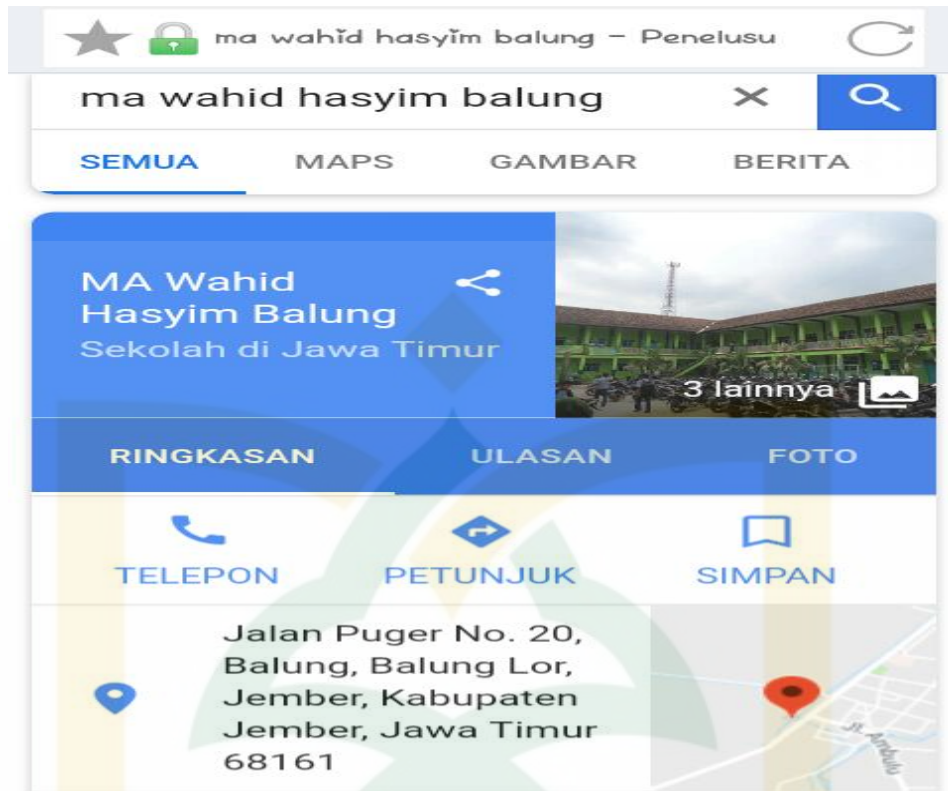 ma wahid hasyim balung - Penelusu
ma wahid hasyim balung
SEMUA MAPS GAMBAR BERITA
MA Wahid
Hasyim Balung
Sekolah di Jawa Timur
3 lainnya
RINGKASAN ULASAN FOTO
TELEPON PETUNJUK SIMPAN
Jalan Puger No. 20,
Balung, Balung Lor,
Jember, Kabupaten
Jember, Jawa Timur
68161
Jl. Ambulu